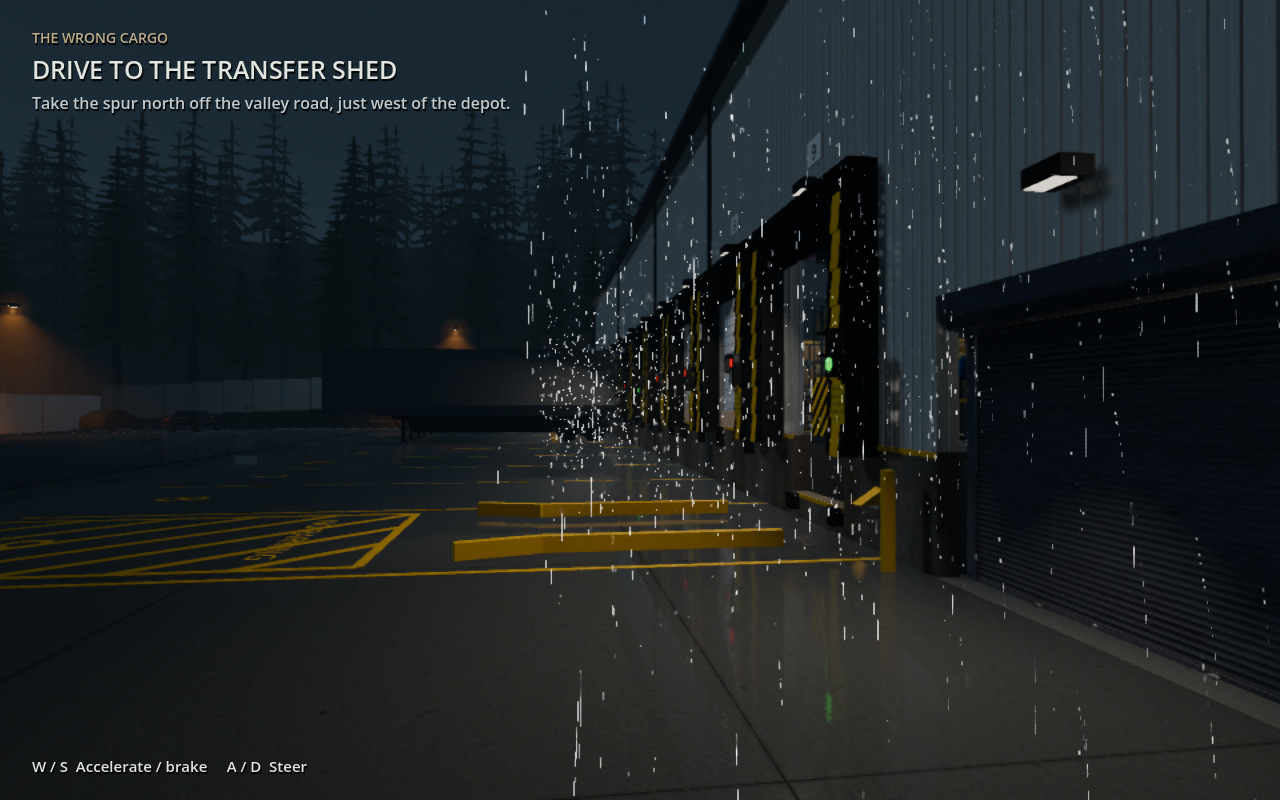 THE WRONG CARGO
DRIVE TO THE TRANSFER SHED
Take the spur north off the valley road, just west of the depot.
W / S Accelerate / brake A / D Steer